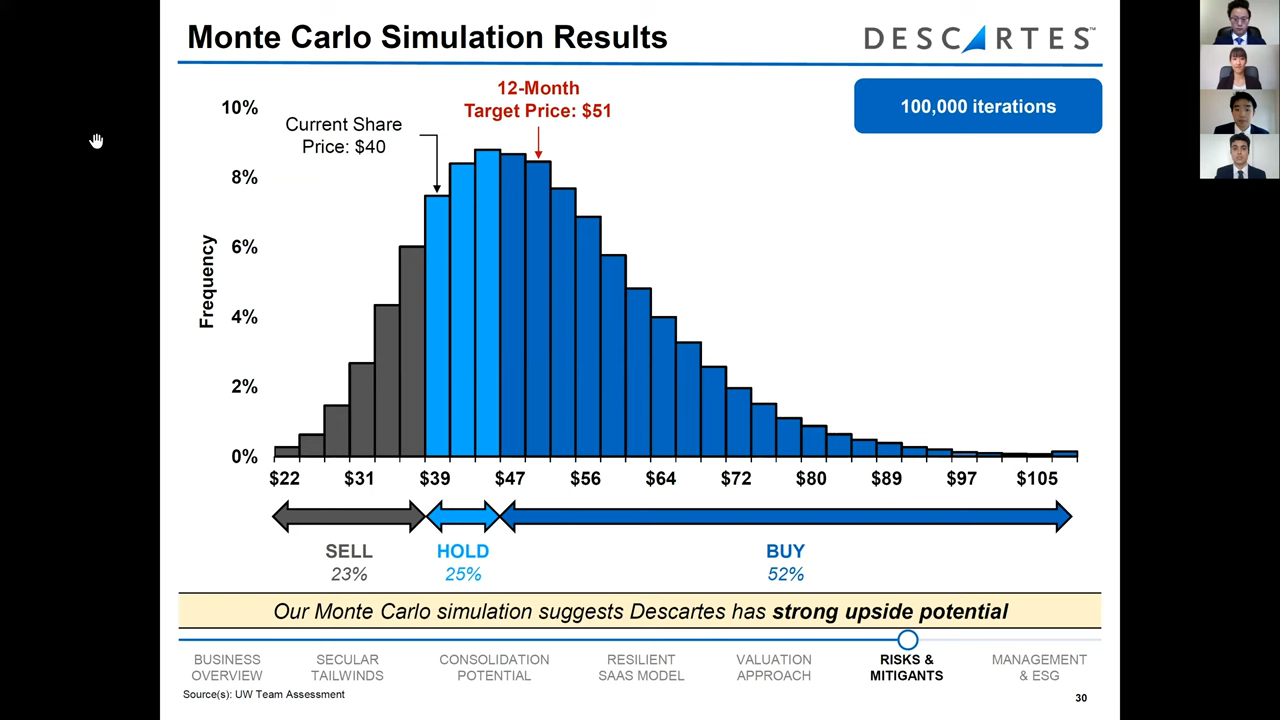 Monte Carlo Simulation Results
DESCARTES™
100,000 iterations
12-Month
Target Price: $51
Current Share
Price: $40
Frequency
10%
8%
6%
4%
2%
0%
$22 $31 $39 $47 $56 $64 $72 $80 $89 $97 $105
SELL HOLD BUY
23% 25% 52%
Our Monte Carlo simulation suggests Descartes has strong upside potential
BUSINESS
OVERVIEW
SECULAR
TAILWINDS
CONSOLIDATION
POTENTIAL
RESILIENT
SAAS MODEL
VALUATION
APPROACH
RISKS &
MITIGANTS
MANAGEMENT
& ESG
Source(s): UW Team Assessment
30